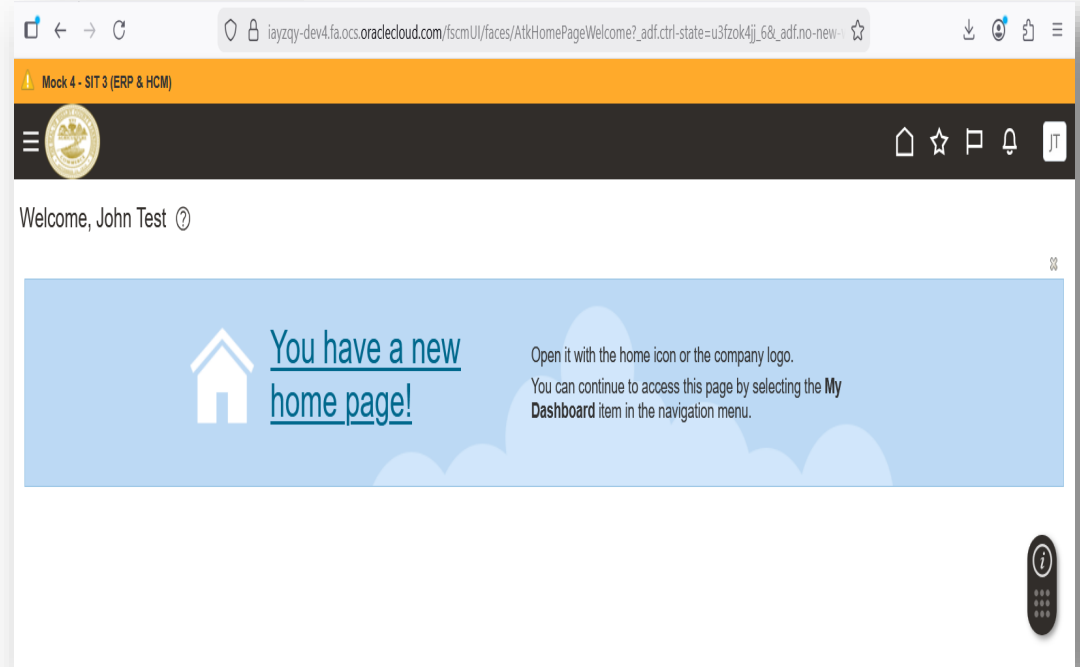 iayzqy-dev4.fa.ocs.oraclecloud.com/fscmUI/faces/AtkHomePageWelcome?_adf.ctrl-state=u3fzok4jj_6&_adf.no-new-
Mock 4 - SIT 3 (ERP & HCM)
JT
Welcome, John Test
You have a new
home page!
Open it with the home icon or the company logo.
You can continue to access this page by selecting the My
Dashboard item in the navigation menu.